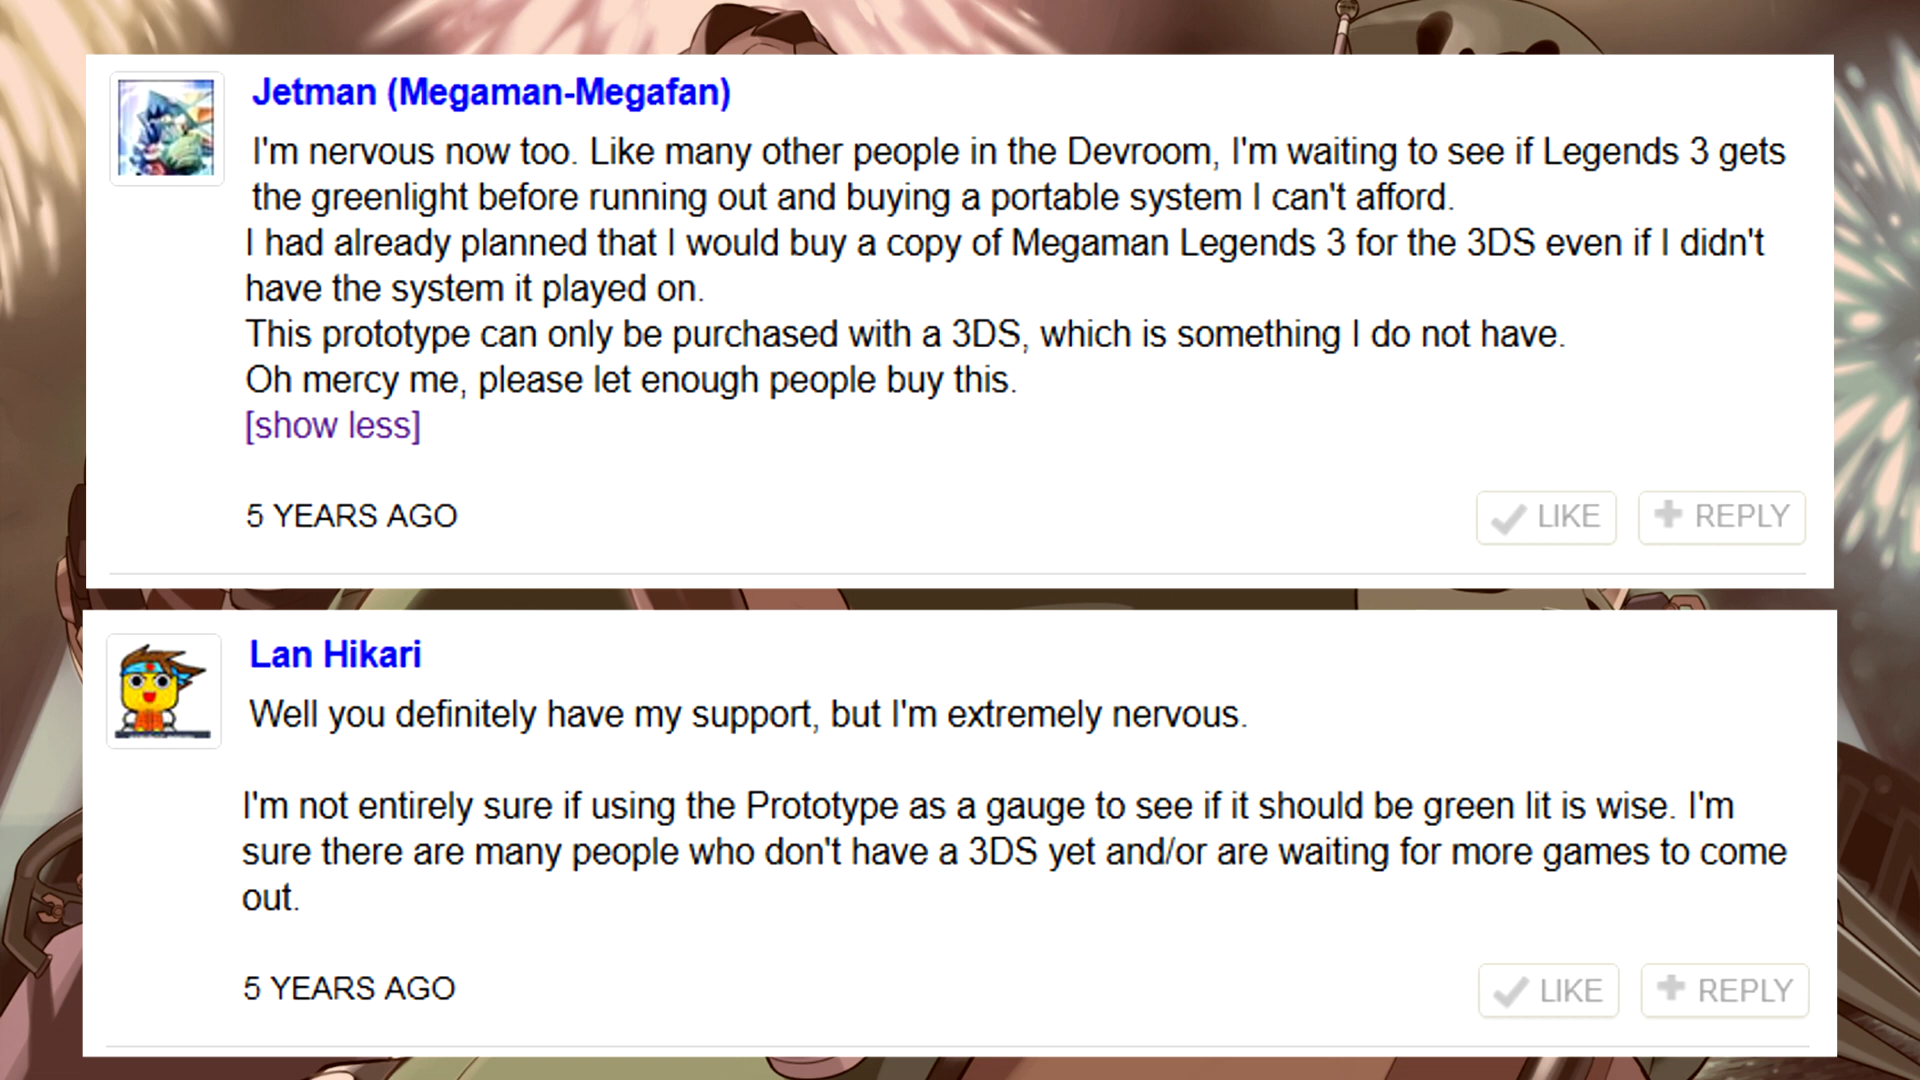 Jetman (Megaman-Megafan)
I'm nervous now too. Like many other people in the Devroom, I'm waiting to see if Legends 3 gets
the greenlight before running out and buying a portable system I can't afford.
I had already planned that I would buy a copy of Megaman Legends 3 for the 3DS even if I didn't
have the system it played on.
This prototype can only be purchased with a 3DS, which is something I do not have.
Oh mercy me, please let enough people buy this.
[show less]
5 YEARS AGO
LIKE
REPLY
Lan Hikari
Well you definitely have my support, but I'm extremely nervous.
I'm not entirely sure if using the Prototype as a gauge to see if it should be green lit is wise. I'm
sure there are many people who don't have a 3DS yet and/or are waiting for more games to come
out.
5 YEARS AGO
LIKE
REPLY